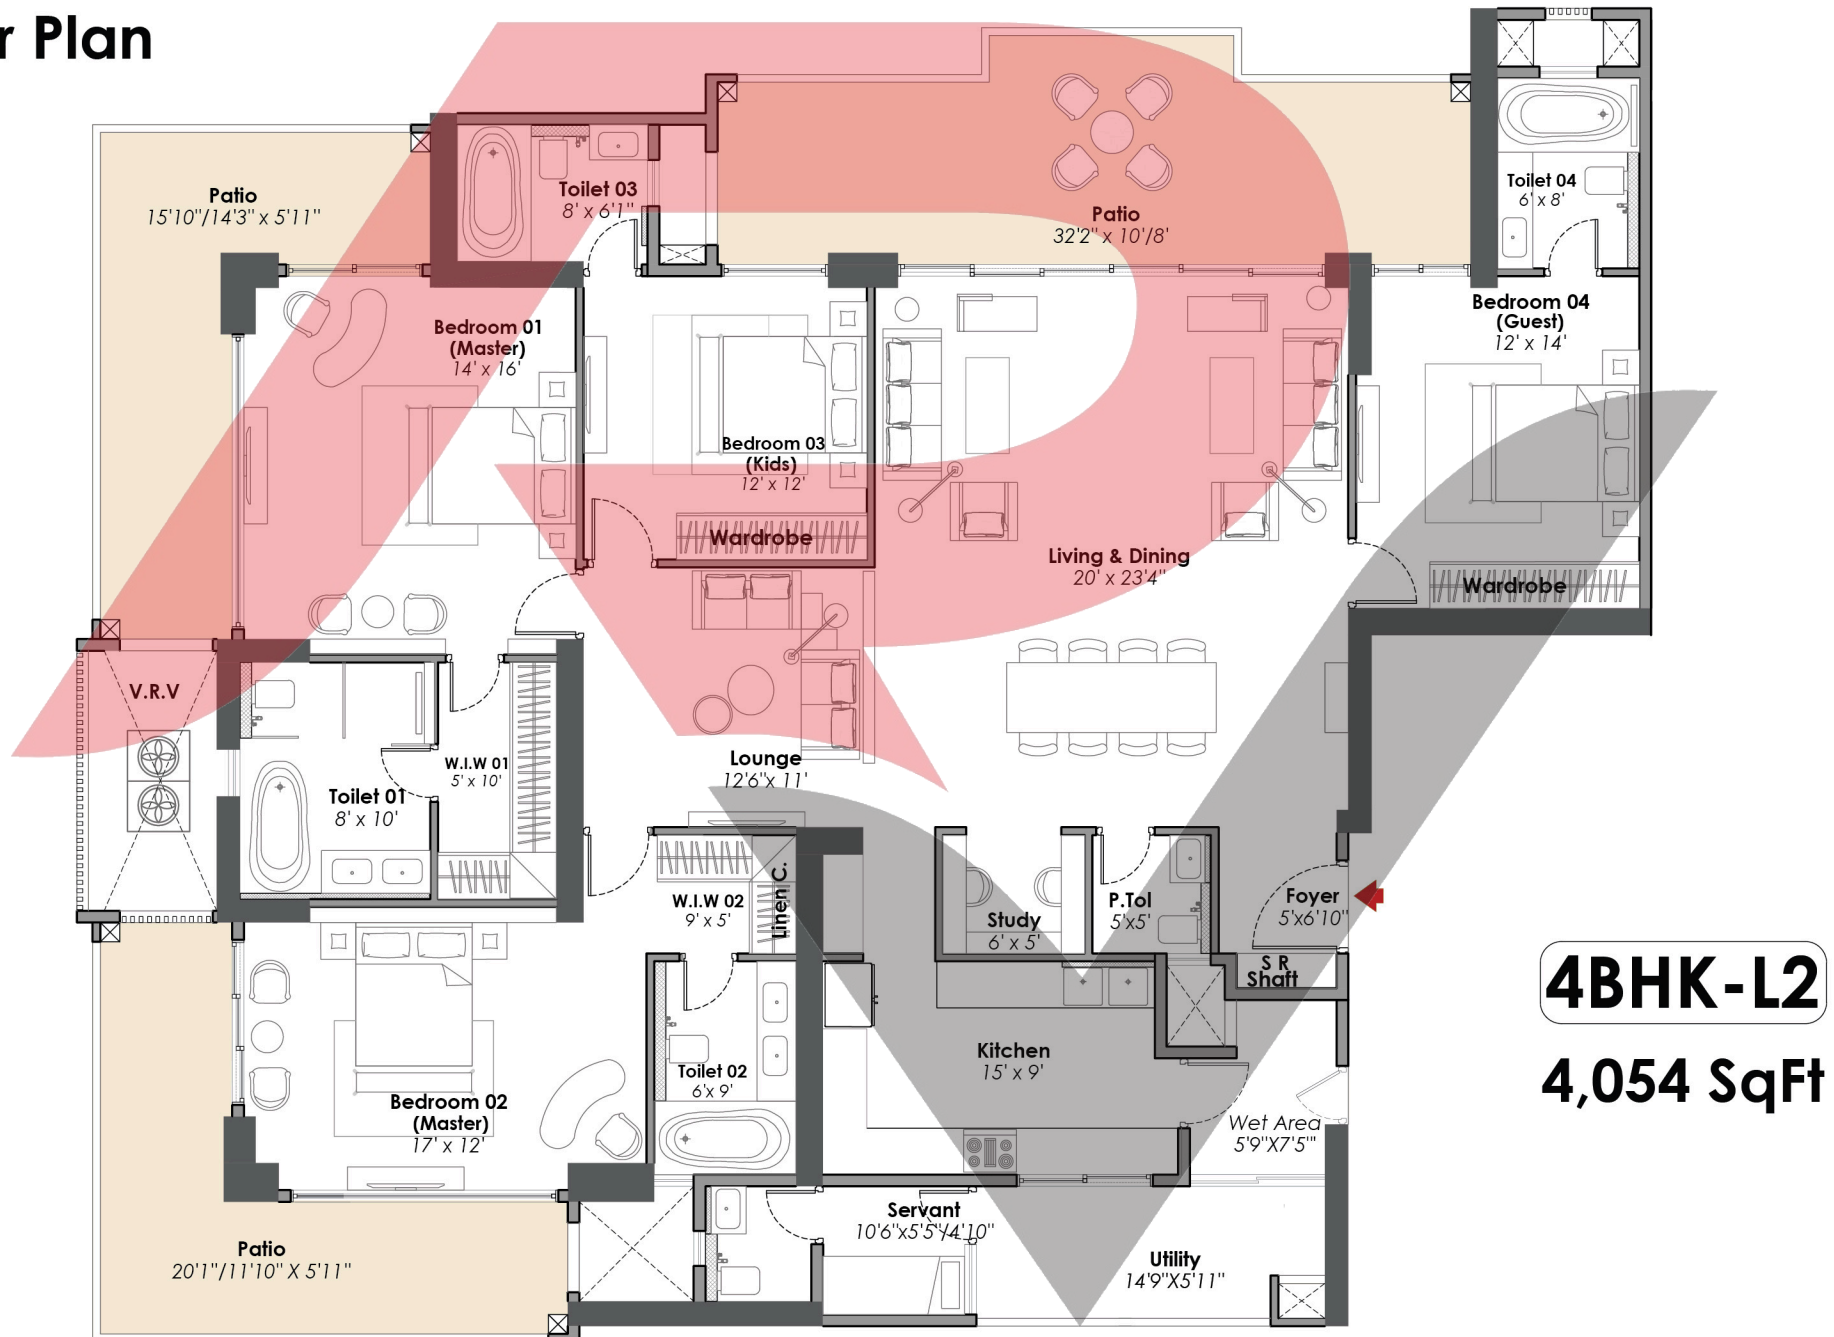 r Plan
Patio
15'10"/14'3" x 5'11"
Toilet 03
8' x 6'1"
Patio
32'2" x 10'/8'
Toilet 04
6' x 8'
Bedroom 01
(Master)
14' x 16'
Bedroom 03
(Kids)
12' x 12'
Wardrobe
Living & Dining
20' x 23'4"
Bedroom 04
(Guest)
12' x 14'
Wardrobe
V.R.V
Toilet 01
8' x 10'
W.I.W 01
5' x 10'
Lounge
12'6"x 11'
W.I.W 02
9' x 5'
Linen C.
Study
6' x 5'
P.Tol
5'x5'
Foyer
5'x6'10"
S R
Shaft
4BHK-L2
4,054 SqFt
Kitchen
15' x 9'
Toilet 02
6'x 9'
Bedroom 02
(Master)
17' x 12'
Wet Area
5'9"X7'5'"
Servant
10'6"x5'5"/4'10"
Utility
14'9"X5'11"
Patio
20'1"/11'10" X 5'11"